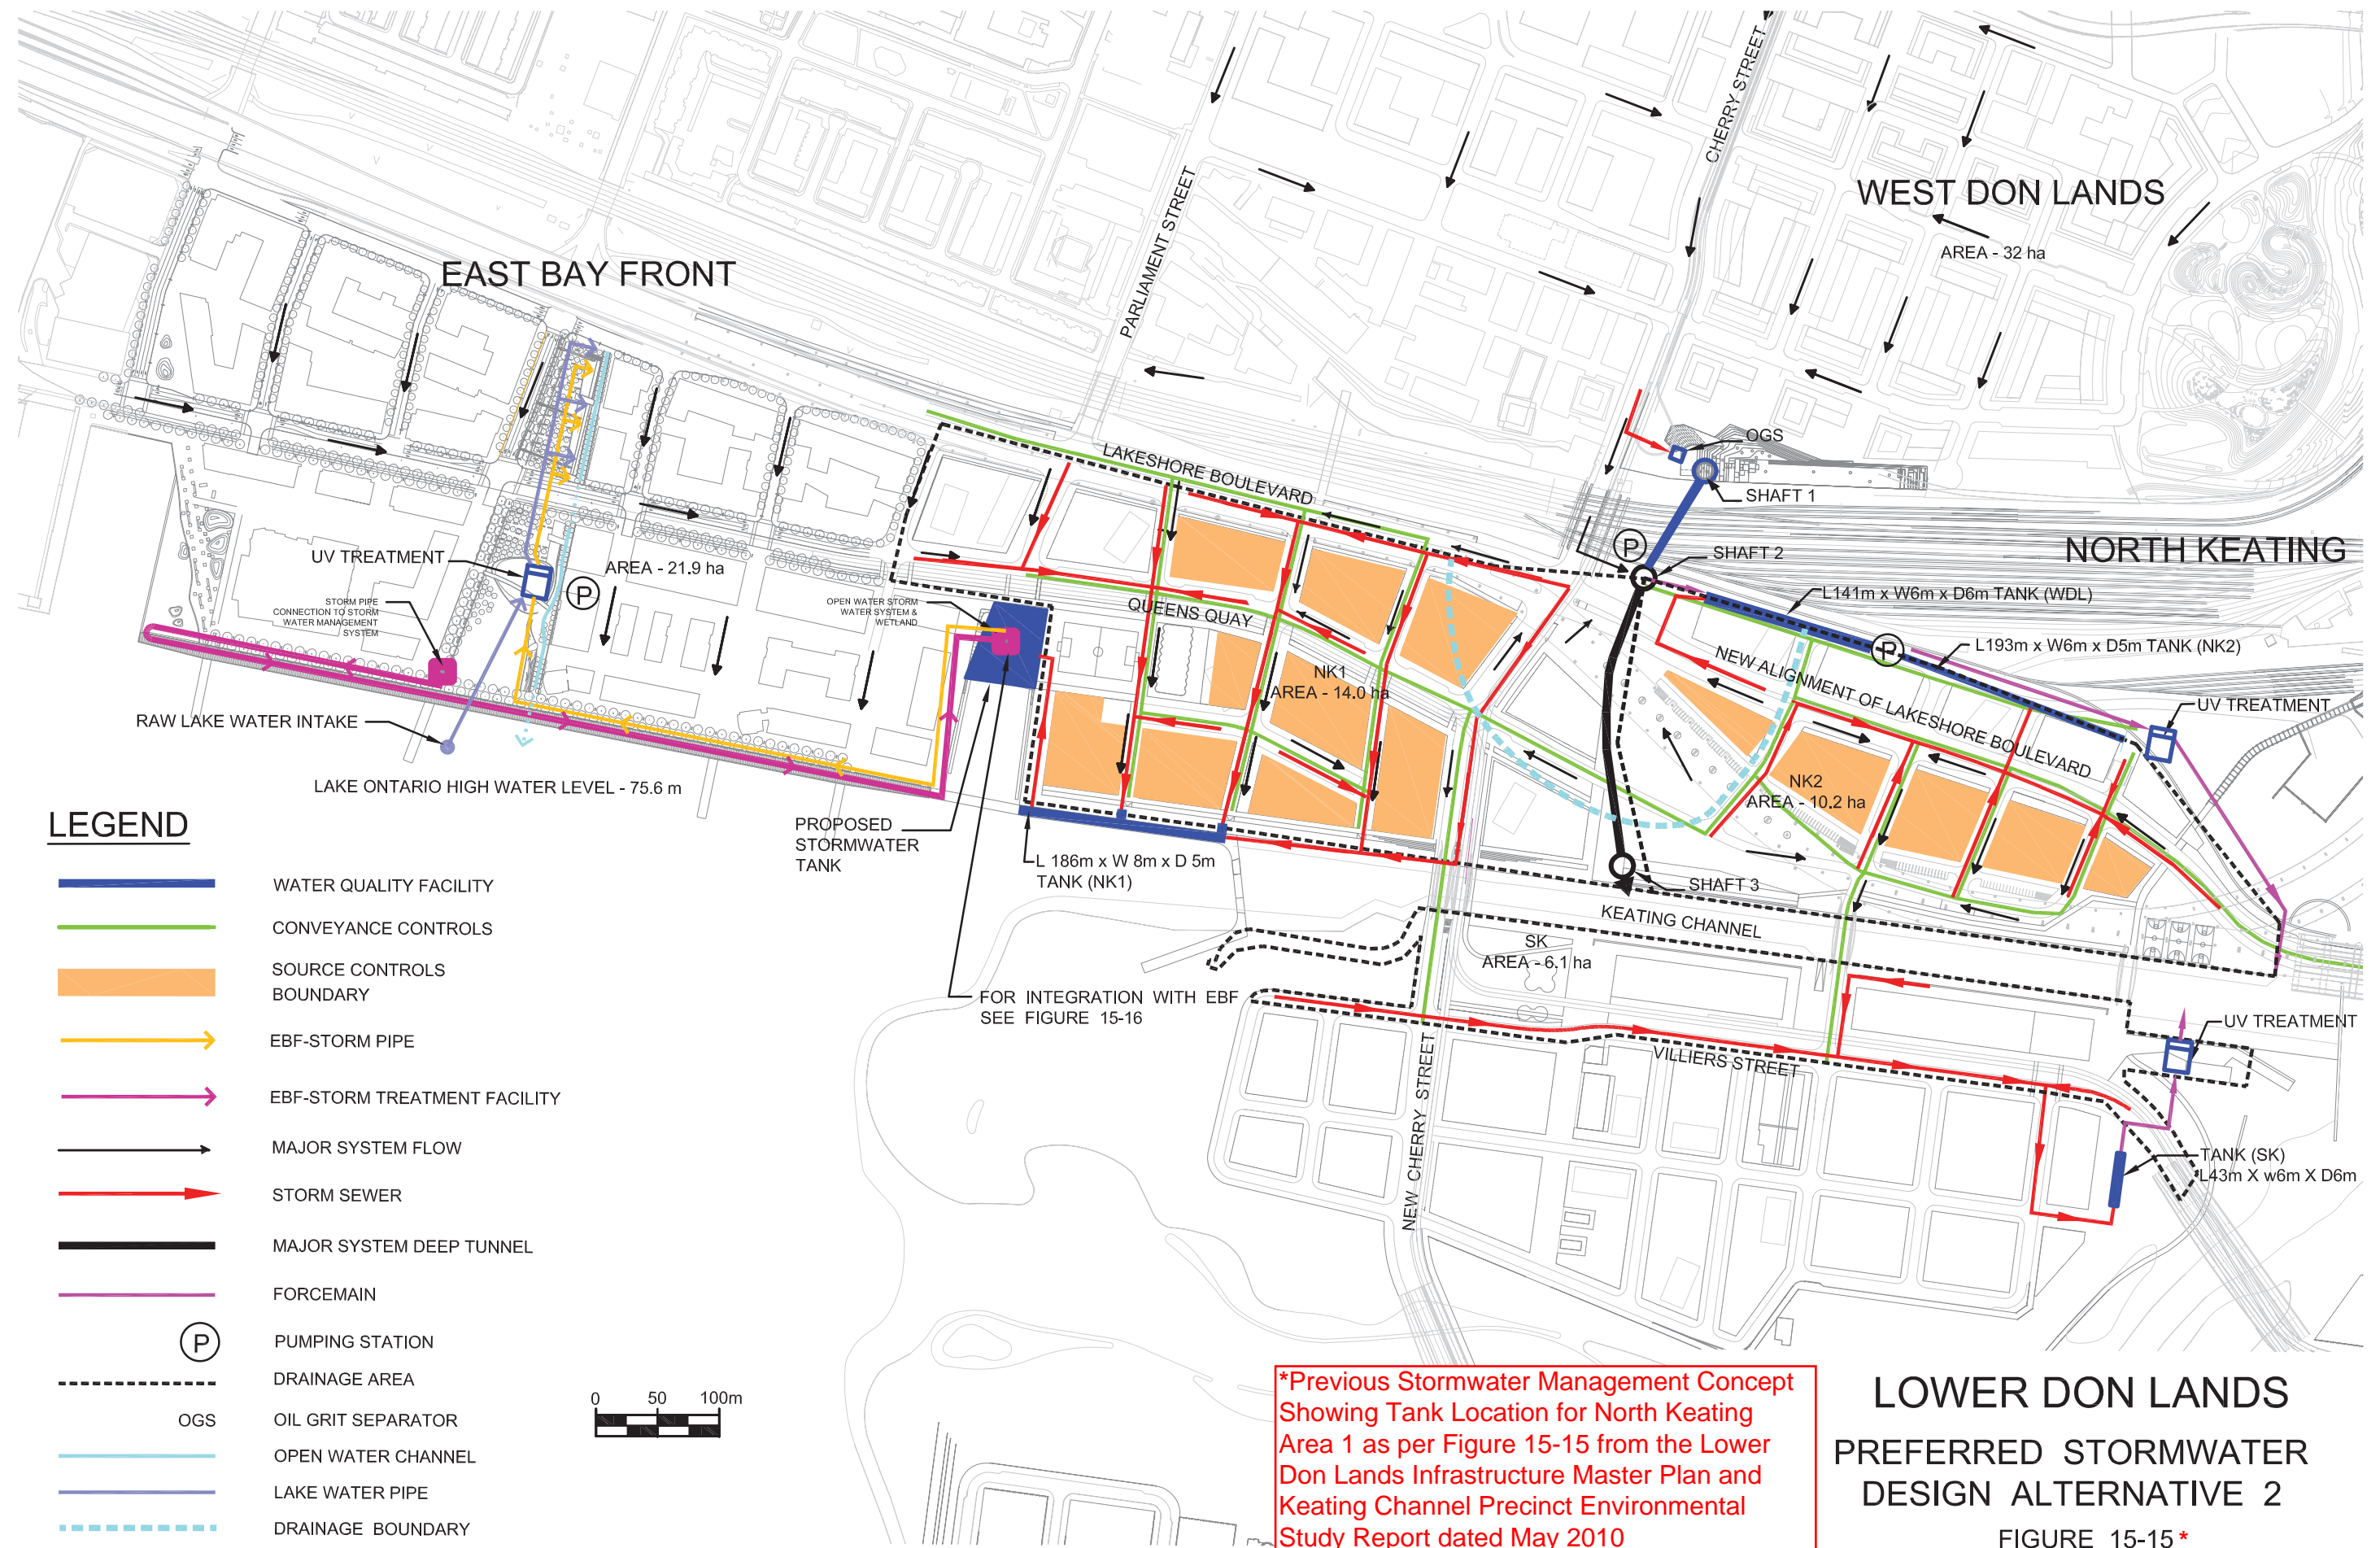 CHERRY STREET
WEST DON LANDS
AREA - 32 ha
PARLIAMENT STREET
EAST BAY FRONT
OGS
LAKESHORE BOULEVARD
SHAFT 1
P
SHAFT 2
NORTH KEATING
UV TREATMENT
AREA - 21.9 ha
P
STORM PIPE
CONNECTION TO STORM
WATER MANAGEMENT
SYSTEM
OPEN WATER STORM
WATER SYSTEM &
WETLAND
QUEENS QUAY
L141m x W6m x D6m TANK (WDL)
P
L193m x W6m x D5m TANK (NK2)
NEW ALIGNMENT OF LAKESHORE BOULEVARD
NK1
AREA - 14.0 ha
UV TREATMENT
RAW LAKE WATER INTAKE
LAKE ONTARIO HIGH WATER LEVEL - 75.6 m
NK2
AREA - 10.2 ha
PROPOSED
STORMWATER
TANK
L 186m x W 8m x D 5m
TANK (NK1)
SHAFT 3
KEATING CHANNEL
SK
AREA - 6.1 ha
FOR INTEGRATION WITH EBF
SEE FIGURE 15-16
UV TREATMENT
VILLIERS STREET
NEW CHERRY STREET
TANK (SK)
L43m X w6m X D6m
LEGEND
WATER QUALITY FACILITY
CONVEYANCE CONTROLS
SOURCE CONTROLS
BOUNDARY
EBF-STORM PIPE
EBF-STORM TREATMENT FACILITY
MAJOR SYSTEM FLOW
STORM SEWER
MAJOR SYSTEM DEEP TUNNEL
FORCEMAIN
P PUMPING STATION
DRAINAGE AREA
OGS OIL GRIT SEPARATOR
OPEN WATER CHANNEL
LAKE WATER PIPE
DRAINAGE BOUNDARY
0 50 100m
*Previous Stormwater Management Concept
Showing Tank Location for North Keating
Area 1 as per Figure 15-15 from the Lower
Don Lands Infrastructure Master Plan and
Keating Channel Precinct Environmental
Study Report dated May 2010
LOWER DON LANDS
PREFERRED STORMWATER
DESIGN ALTERNATIVE 2
FIGURE 15-15 *